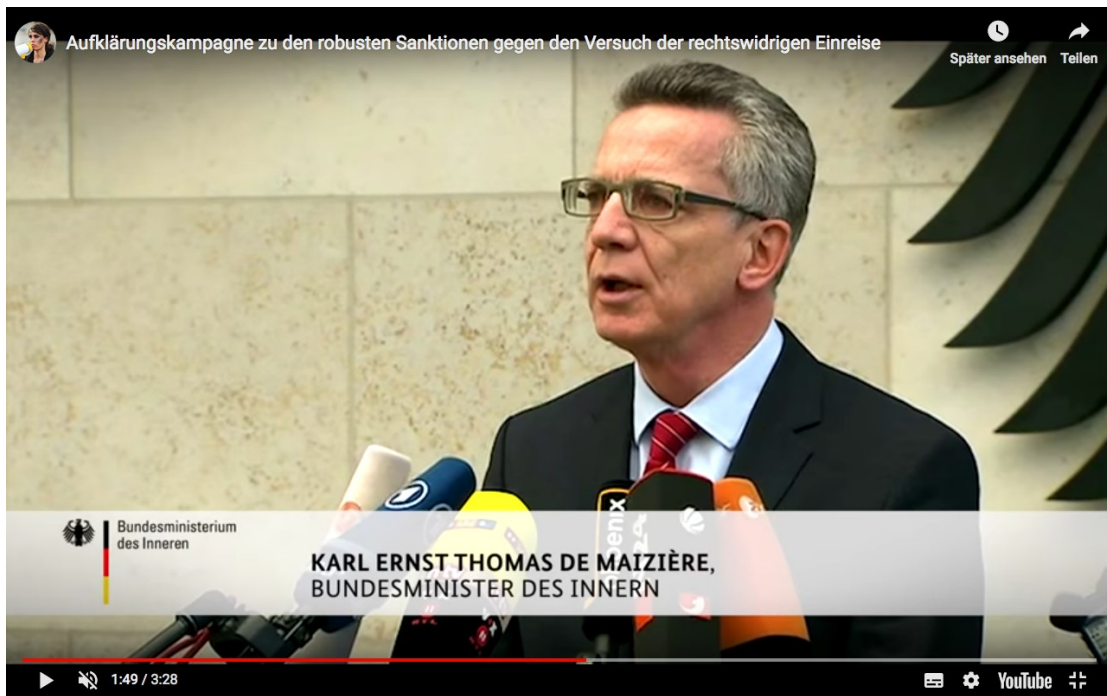 Aufklärungskampagne zu den robusten Sanktionen gegen den Versuch der rechtswidrigen Einreise
Später ansehen
Teilen
phoenix
Bundesministerium
des Inneren
KARL ERNST THOMAS DE MAIZIÈRE,
BUNDESMINISTER DES INNERN
1:49 / 3:28
YouTube